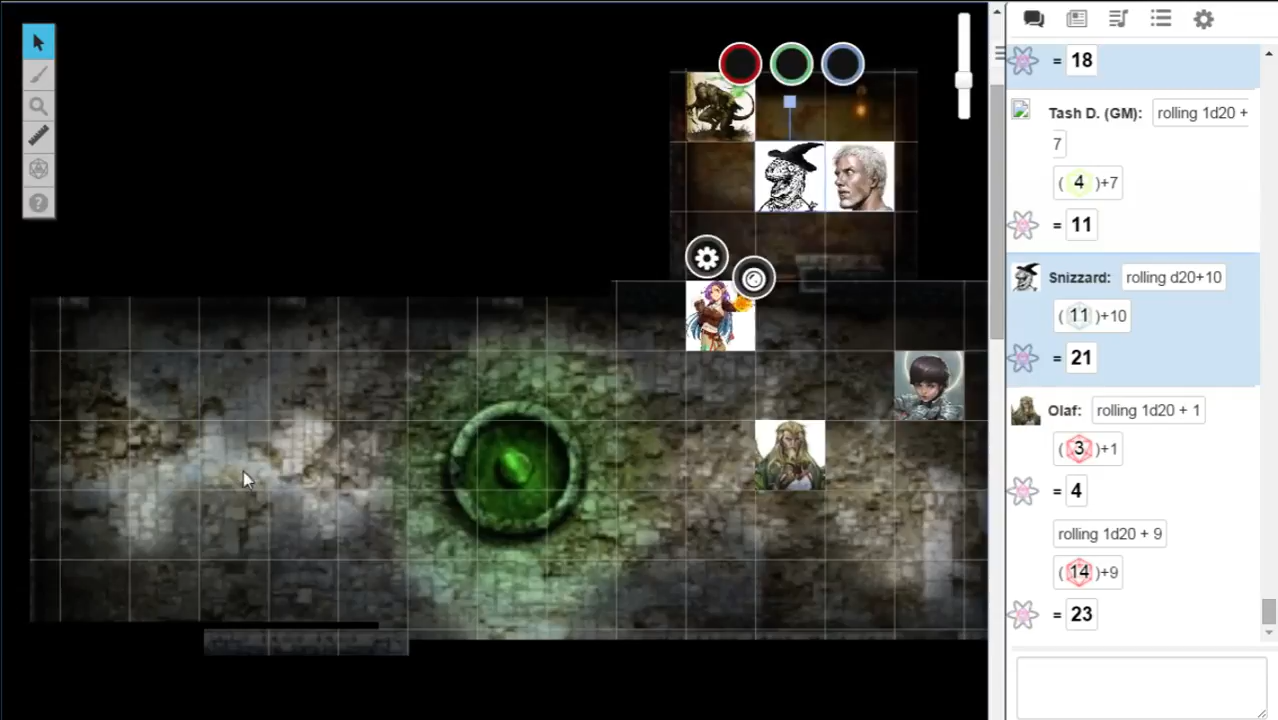 = 18
Tash D. (GM): rolling 1d20 +
7
( 4 )+7
= 11
Snizzard: rolling d20+10
( 11 )+10
= 21
Olaf: rolling 1d20 + 1
( 3 )+1
= 4
rolling 1d20 + 9
( 14 )+9
= 23